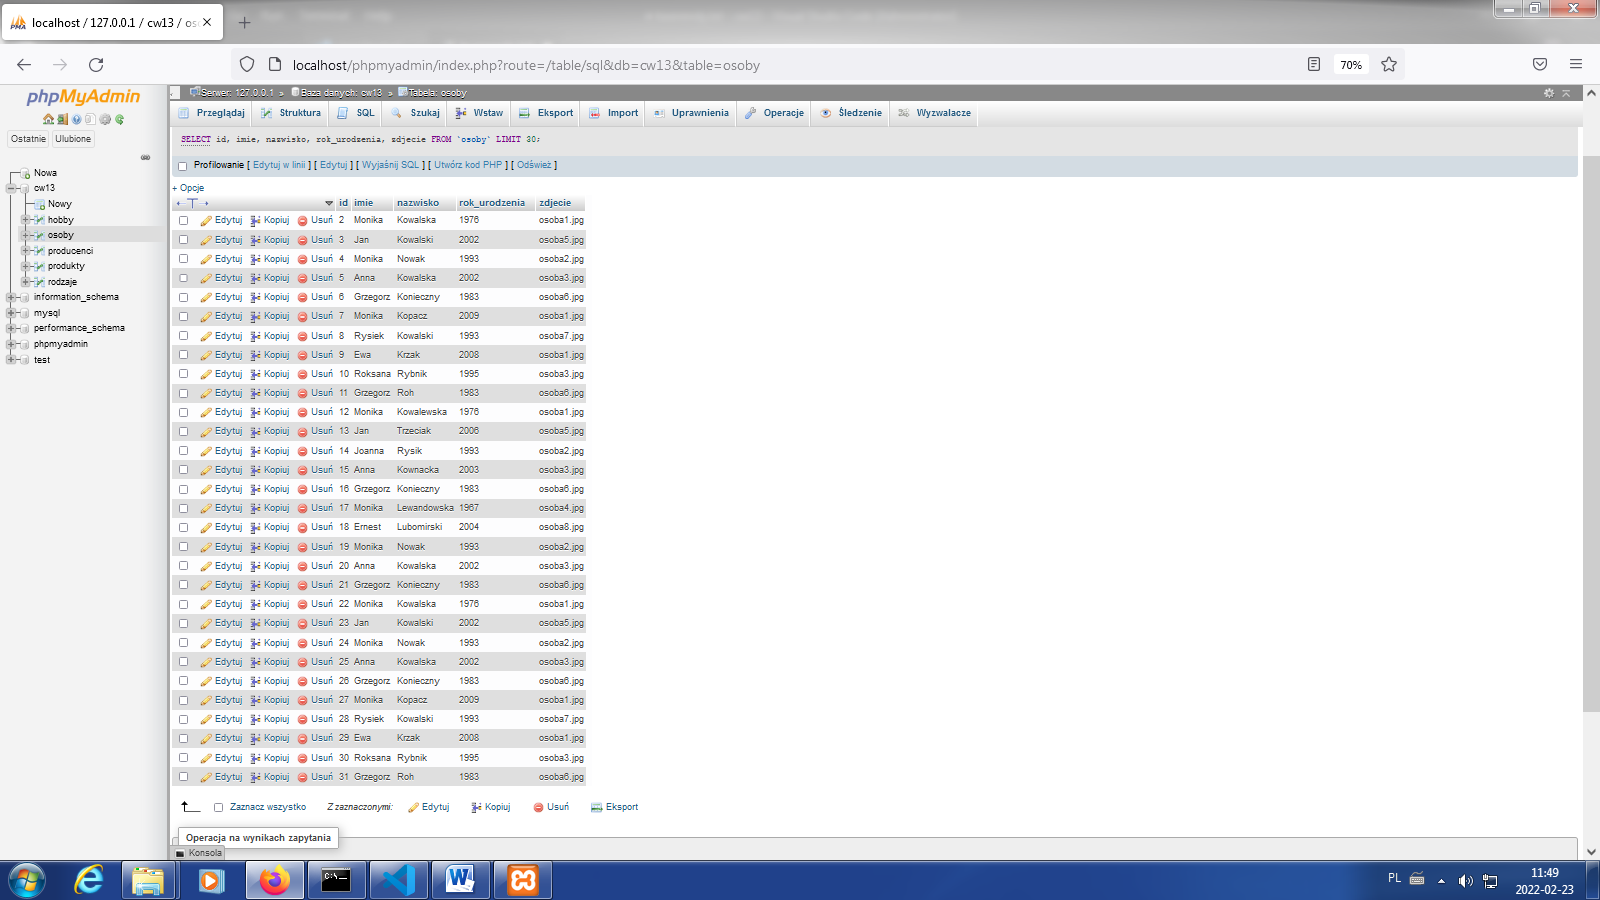 localhost / 127.0.0.1 / cw13 / os
localhost/phpmyadmin/index.php?route=/table/sql&db=cw13&table=osoby
70%
phpMyAdmin
Ostatnie Ulubione
Nowa
cw13
Nowy
hobby
osoby
producenci
produkty
rodzaje
information_schema
mysql
performance_schema
phpmyadmin
test
Serwer: 127.0.0.1 » Baza danych: cw13 » Tabela: osoby
Przeglądaj Struktura SQL Szukaj Wstaw Eksport Import Uprawnienia Operacje Śledzenie Wyzwalacze
SELECT id, imie, nazwisko, rok_urodzenia, zdjecie FROM `osoby` LIMIT 30;
Profilowanie [ Edytuj w linii ] [ Edytuj ] [ Wyjaśnij SQL ] [ Utwórz kod PHP ] [ Odśwież ]
+ Opcje
id imie nazwisko rok_urodzenia zdjecie
Edytuj Kopiuj Usuń 2 Monika Kowalska 1976 osoba1.jpg
Edytuj Kopiuj Usuń 3 Jan Kowalski 2002 osoba5.jpg
Edytuj Kopiuj Usuń 4 Monika Nowak 1993 osoba2.jpg
Edytuj Kopiuj Usuń 5 Anna Kowalska 2002 osoba3.jpg
Edytuj Kopiuj Usuń 6 Grzegorz Konieczny 1983 osoba6.jpg
Edytuj Kopiuj Usuń 7 Monika Kopacz 2009 osoba1.jpg
Edytuj Kopiuj Usuń 8 Rysiek Kowalski 1993 osoba7.jpg
Edytuj Kopiuj Usuń 9 Ewa Krzak 2008 osoba1.jpg
Edytuj Kopiuj Usuń 10 Roksana Rybnik 1995 osoba3.jpg
Edytuj Kopiuj Usuń 11 Grzegorz Roh 1983 osoba6.jpg
Edytuj Kopiuj Usuń 12 Monika Kowalewska 1976 osoba1.jpg
Edytuj Kopiuj Usuń 13 Jan Trzeciak 2006 osoba5.jpg
Edytuj Kopiuj Usuń 14 Joanna Rysik 1993 osoba2.jpg
Edytuj Kopiuj Usuń 15 Anna Kownacka 2003 osoba3.jpg
Edytuj Kopiuj Usuń 16 Grzegorz Konieczny 1983 osoba6.jpg
Edytuj Kopiuj Usuń 17 Monika Lewandowska 1967 osoba4.jpg
Edytuj Kopiuj Usuń 18 Ernest Lubomirski 2004 osoba8.jpg
Edytuj Kopiuj Usuń 19 Monika Nowak 1993 osoba2.jpg
Edytuj Kopiuj Usuń 20 Anna Kowalska 2002 osoba3.jpg
Edytuj Kopiuj Usuń 21 Grzegorz Konieczny 1983 osoba6.jpg
Edytuj Kopiuj Usuń 22 Monika Kowalska 1976 osoba1.jpg
Edytuj Kopiuj Usuń 23 Jan Kowalski 2002 osoba5.jpg
Edytuj Kopiuj Usuń 24 Monika Nowak 1993 osoba2.jpg
Edytuj Kopiuj Usuń 25 Anna Kowalska 2002 osoba3.jpg
Edytuj Kopiuj Usuń 26 Grzegorz Konieczny 1983 osoba6.jpg
Edytuj Kopiuj Usuń 27 Monika Kopacz 2009 osoba1.jpg
Edytuj Kopiuj Usuń 28 Rysiek Kowalski 1993 osoba7.jpg
Edytuj Kopiuj Usuń 29 Ewa Krzak 2008 osoba1.jpg
Edytuj Kopiuj Usuń 30 Roksana Rybnik 1995 osoba3.jpg
Edytuj Kopiuj Usuń 31 Grzegorz Roh 1983 osoba6.jpg
Zaznacz wszystko Z zaznaczonymi: Edytuj Kopiuj Usuń Eksport
Operacja na wynikach zapytania
Konsola
PL
11:49
2022-02-23